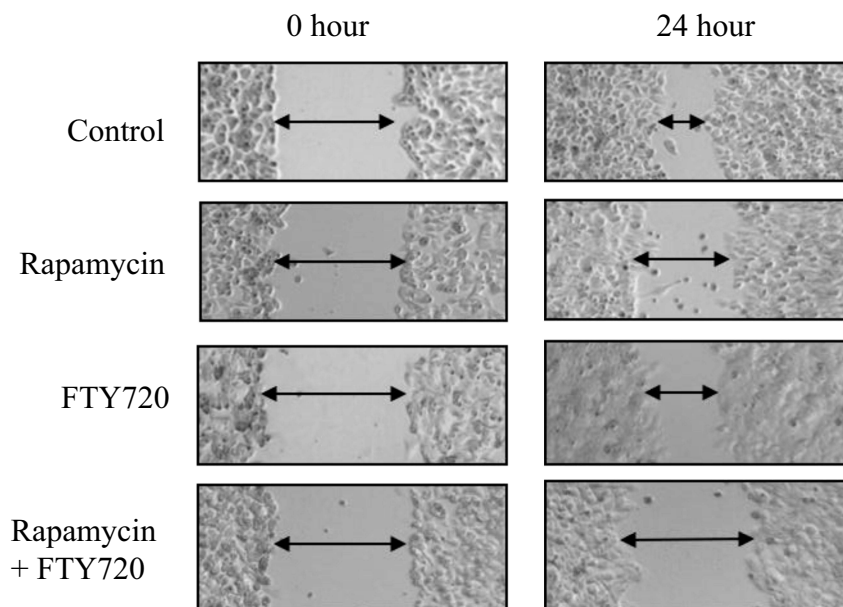 0 hour
24 hour
Control
Rapamycin
FTY720
Rapamycin
+ FTY720